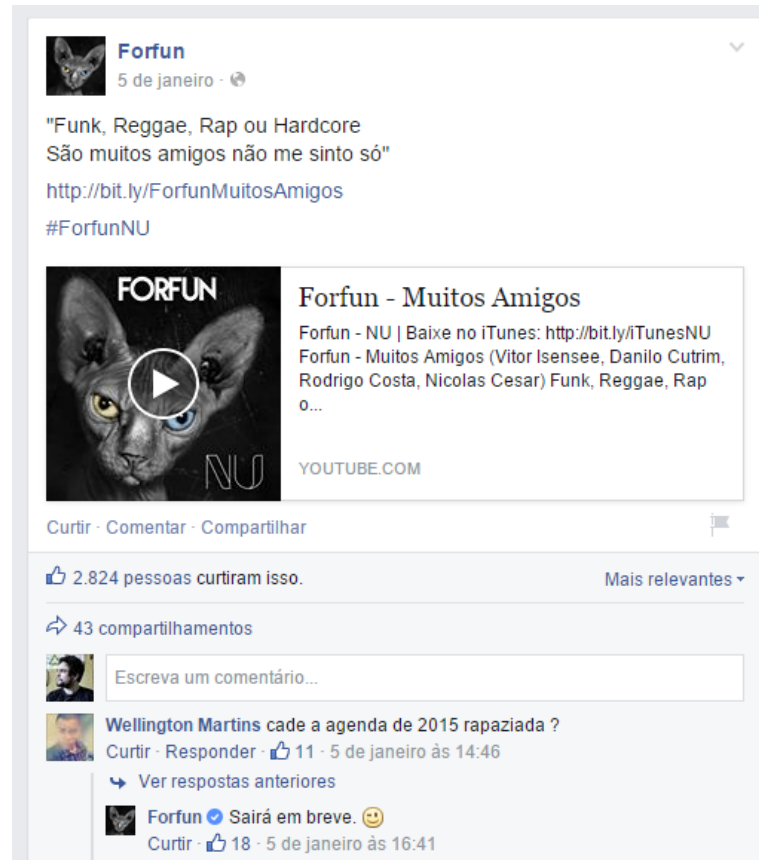 Forfun
5 de janeiro ·
"Funk, Reggae, Rap ou Hardcore
São muitos amigos não me sinto só"
http://bit.ly/ForfunMuitosAmigos
#ForfunNU
FORFUN
NU
Forfun - Muitos Amigos
Forfun - NU | Baixe no iTunes: http://bit.ly/iTunesNU
Forfun - Muitos Amigos (Vitor Isensee, Danilo Cutrim,
Rodrigo Costa, Nicolas Cesar) Funk, Reggae, Rap
o...
YOUTUBE.COM
Curtir · Comentar · Compartilhar
2.824 pessoas curtiram isso.
Mais relevantes
43 compartilhamentos
Escreva um comentário...
Wellington Martins cade a agenda de 2015 rapaziada ?
Curtir · Responder · 11 · 5 de janeiro às 14:46
Ver respostas anteriores
Forfun Sairá em breve.
Curtir · 18 · 5 de janeiro às 16:41